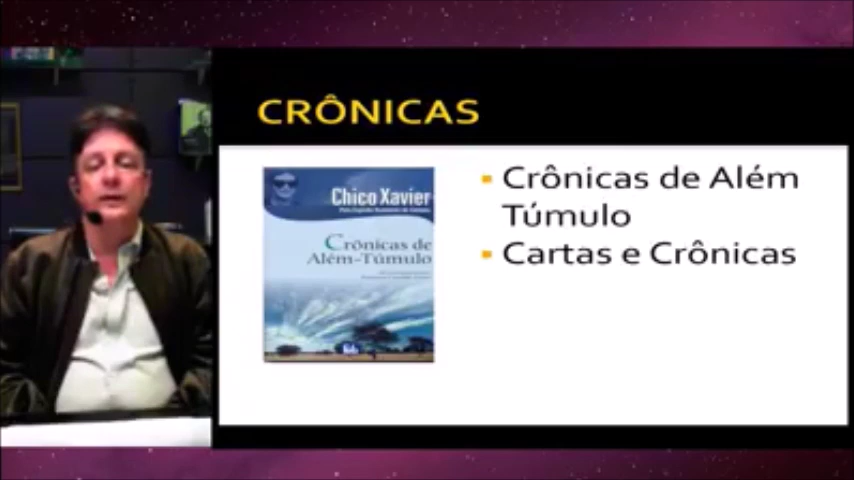 CRÔNICAS
Chico Xavier
Crônicas de
Além-Túmulo
▪ Crônicas de Além
Túmulo
▪ Cartas e Crônicas